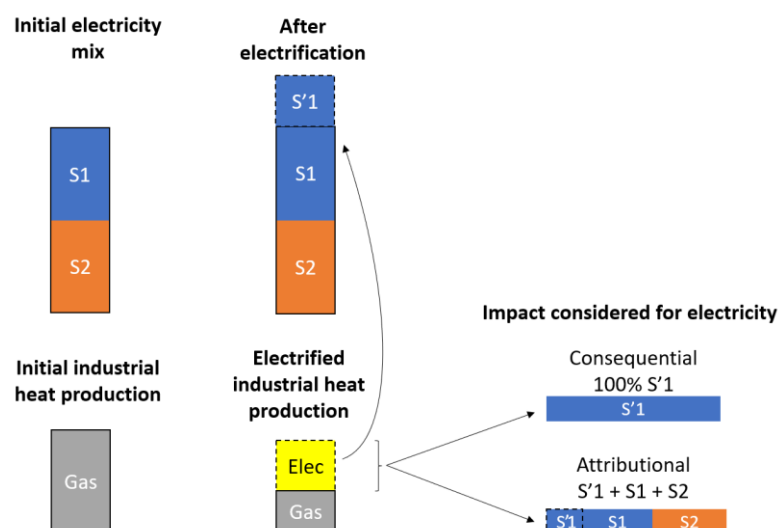 Initial electricity
mix
After
electrification
S'1
S1
S1
S2
S2
Impact considered for electricity
Initial industrial
heat production
Electrified
industrial heat
production
Consequential
100% S'1
S'1
Gas
Elec
Gas
Attributional
S'1 + S1 + S2
S'1 S1 S2